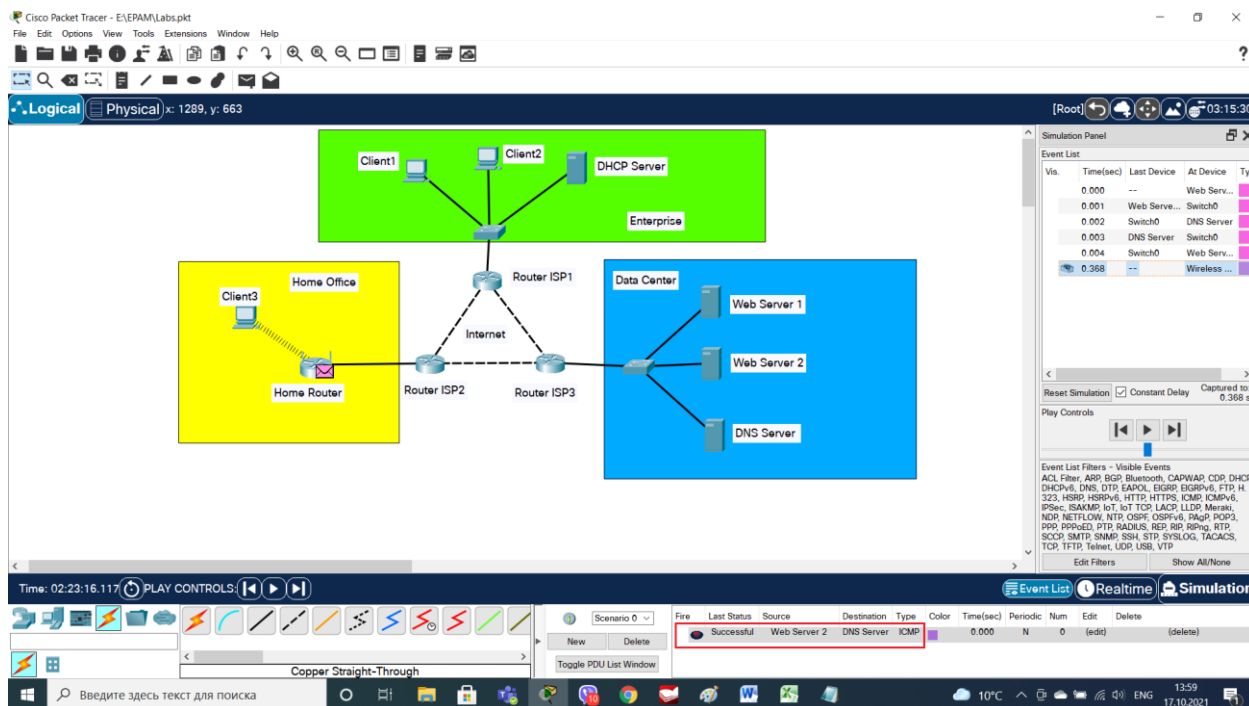 Cisco Packet Tracer - E:\EPAM\Labs.pkt
File Edit Options View Tools Extensions Window Help
?
Logical Physical x: 1289, y: 663 [Root] 03:15:30
Client1
Client2
DHCP Server
Enterprise
Router ISP1
Home Office
Client3
Home Router
Internet
Router ISP2
Router ISP3
Data Center
Web Server 1
Web Server 2
DNS Server
Simulation Panel
Event List
Vis. Time(sec) Last Device At Device Ty
0.000 -- Web Serv...
0.001 Web Serve... Switch0
0.002 Switch0 DNS Server
0.003 DNS Server Switch0
0.004 Switch0 Web Serv...
0.368 -- Wireless ...
Reset Simulation Constant Delay Captured to:
0.368 s
Play Controls
Event List Filters - Visible Events
ACL Filter, ARP, BGP, Bluetooth, CAPWAP, CDP, DHCP
DHCPv6, DNS, DTP, EAPOL, EIGRP, EIGRPv6, FTP, H.
323, HSRP, HSRPv6, HTTP, HTTPS, ICMP, ICMPv6,
IPSec, ISAKMP, IoT, IoT TCP, LACP, LLDP, Meraki,
NDP, NETFLOW, NTP, OSPF, OSPFv6, PAgP, POP3,
PPP, PPPoED, PTP, RADIUS, REP, RIP, RIPng, RTP,
SCCP, SMTP, SNMP, SSH, STP, SYSLOG, TACACS,
TCP, TFTP, Telnet, UDP, USB, VTP
Edit Filters Show All/None
Time: 02:23:16.117 PLAY CONTROLS: Event List Realtime Simulation
Scenario 0
New Delete
Toggle PDU List Window
Fire Last Status Source Destination Type Color Time(sec) Periodic Num Edit Delete
Successful Web Server 2 DNS Server ICMP 0.000 N 0 (edit) (delete)
Copper Straight-Through
Введите здесь текст для поиска 10 10°C ENG 13:59
17.10.2021 1